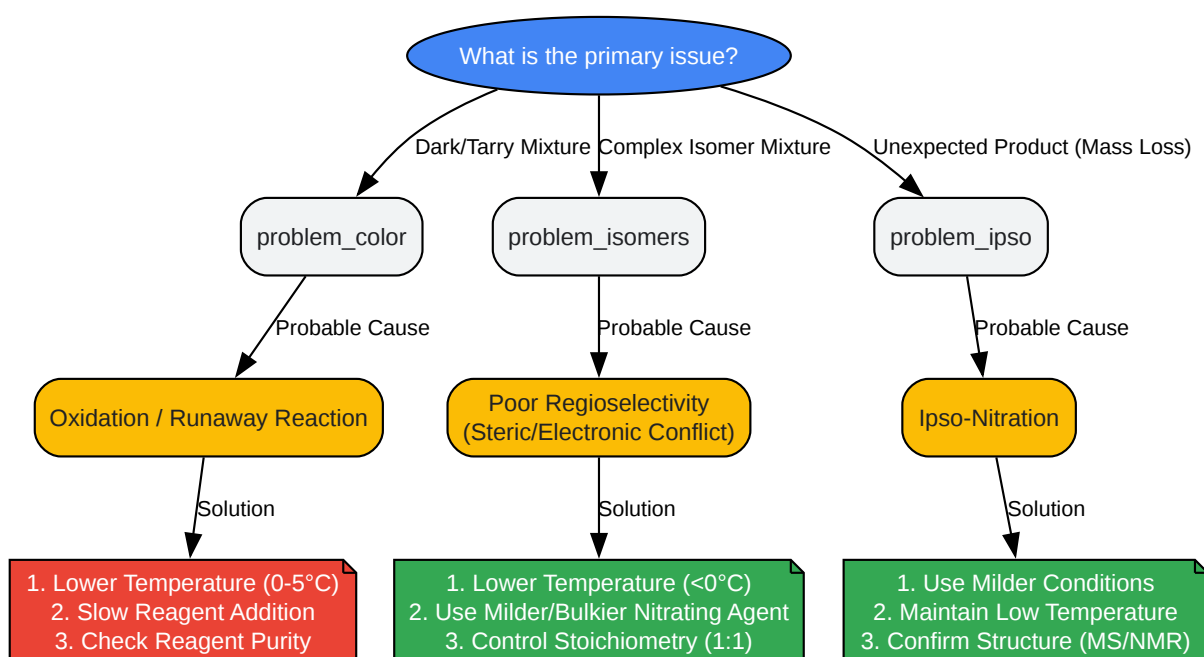 What is the primary issue?
Dark/Tarry Mixture
Complex Isomer Mixture
Unexpected Product (Mass Loss)
problem_color
problem_isomers
problem_ipso
Probable Cause
Probable Cause
Probable Cause
Oxidation / Runaway Reaction
Poor Regioselectivity
(Steric/Electronic Conflict)
Ipso-Nitration
Solution
Solution
Solution
1. Lower Temperature (0-5°C)
2. Slow Reagent Addition
3. Check Reagent Purity
1. Lower Temperature (<0°C)
2. Use Milder/Bulkier Nitrating Agent
3. Control Stoichiometry (1:1)
1. Use Milder Conditions
2. Maintain Low Temperature
3. Confirm Structure (MS/NMR)